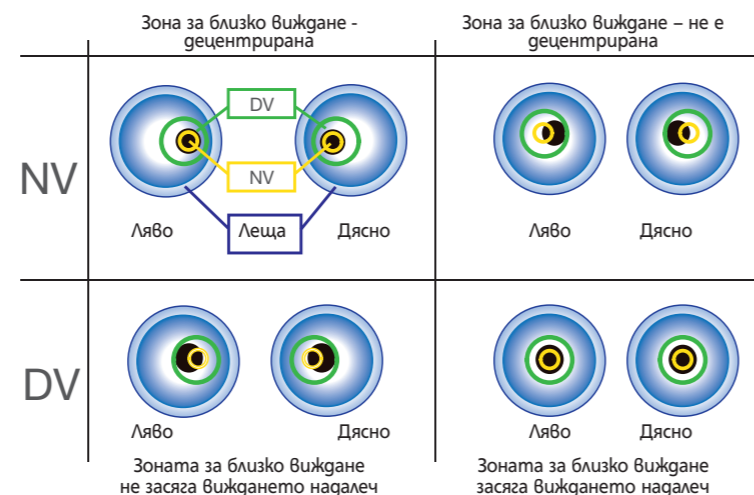 Зона за близко виждане -
децентрирана
Зона за близко виждане – не е
децентрирана
NV
DV
NV
Леща
Ляво
Дясно
Ляво
Дясно
DV
Ляво
Дясно
Ляво
Дясно
Зоната за близко виждане
не засяга виждането надалеч
Зоната за близко виждане
засяга виждането надалеч